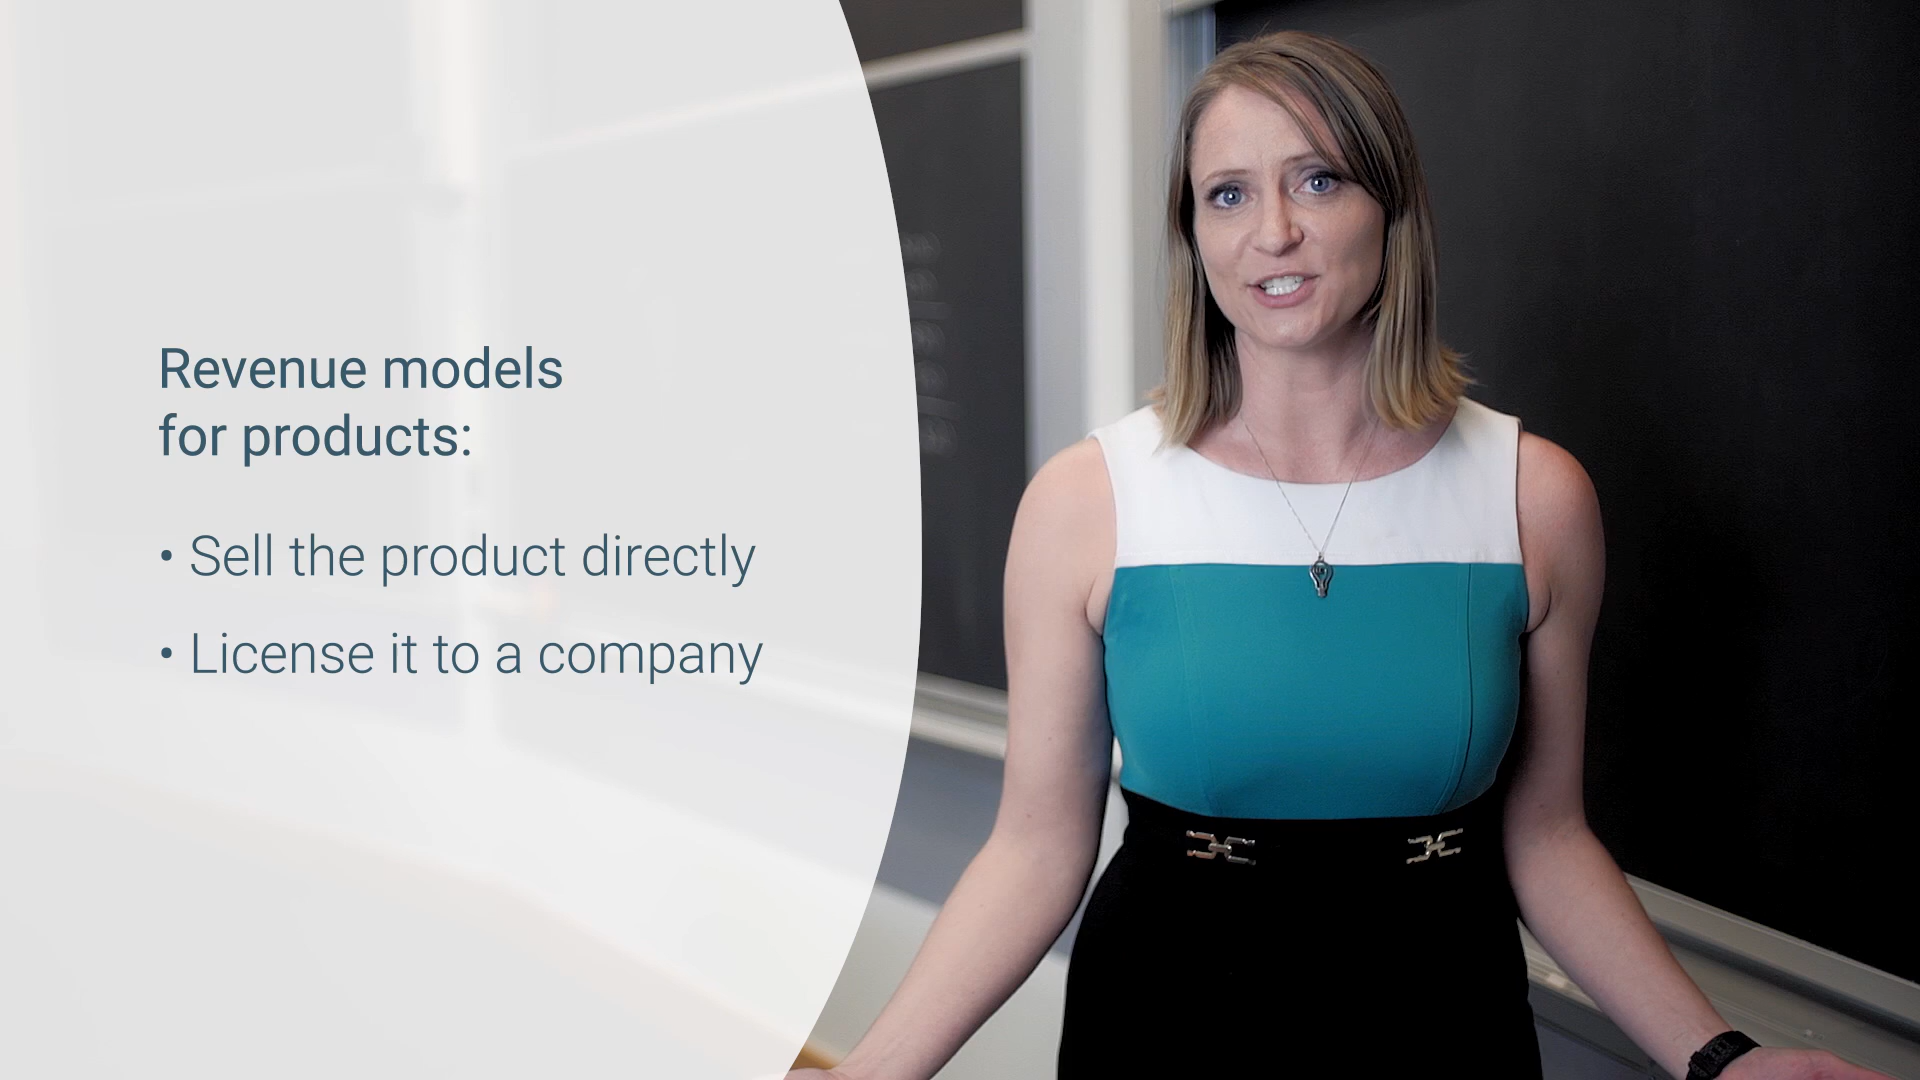 Revenue models
for products:
• Sell the product directly
• License it to a company